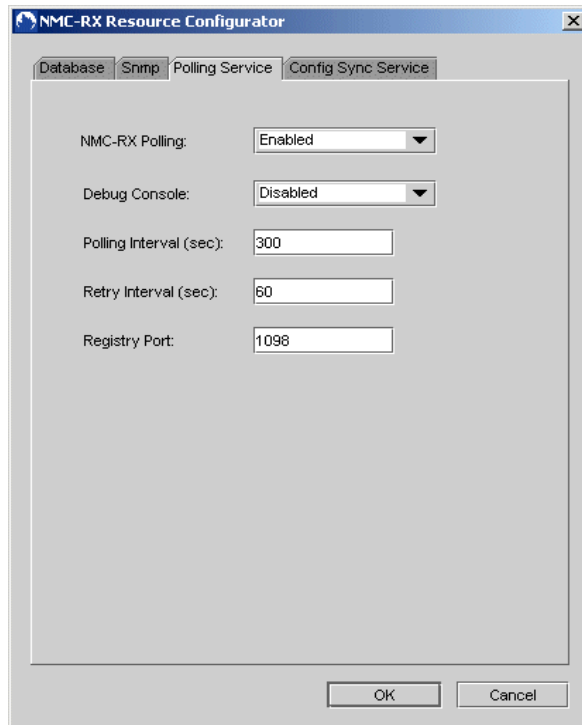 NMC-RX Resource Configurator
Database Snmp Polling Service Config Sync Service
NMC-RX Polling: Enabled
Debug Console: Disabled
Polling Interval (sec): 300
Retry Interval (sec): 60
Registry Port: 1098
OK Cancel